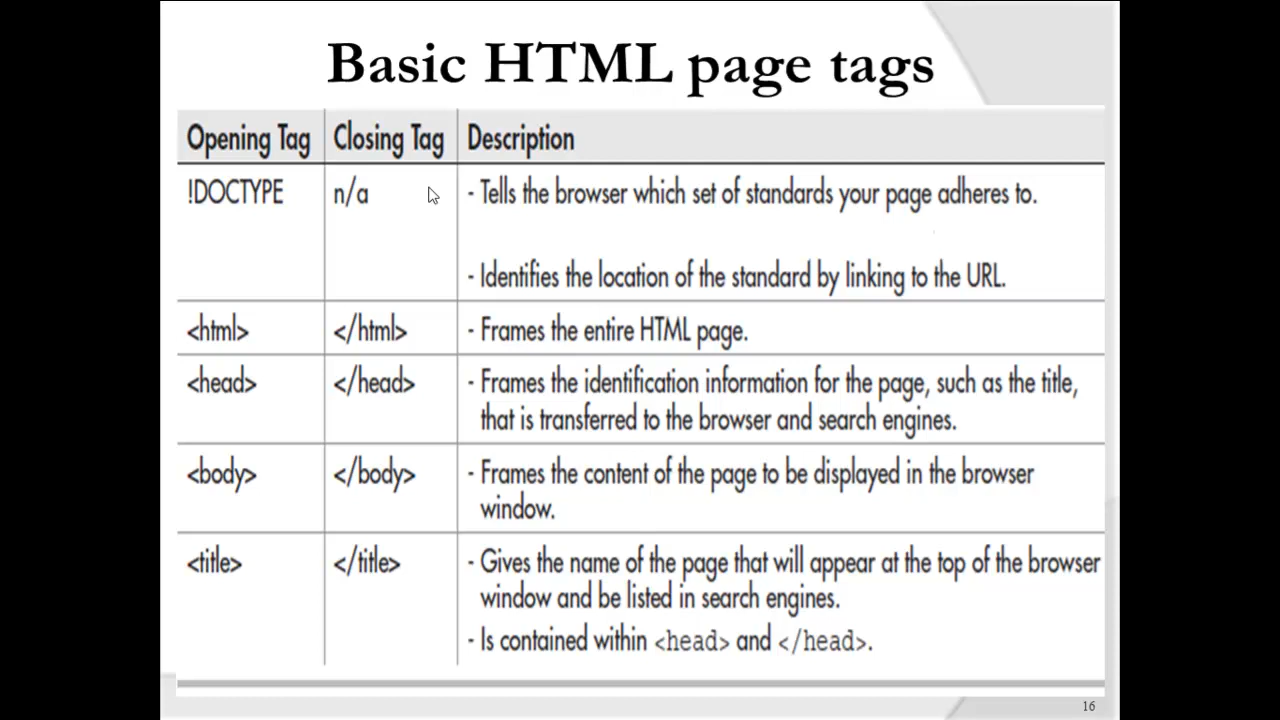 Basic HTML page tags
Opening Tag Closing Tag Description
!DOCTYPE n/a - Tells the browser which set of standards your page adheres to.
- Identifies the location of the standard by linking to the URL.
<html> </html> - Frames the entire HTML page.
<head> </head> - Frames the identification information for the page, such as the title,
that is transferred to the browser and search engines.
<body> </body> - Frames the content of the page to be displayed in the browser
window.
<title> </title> - Gives the name of the page that will appear at the top of the browser
window and be listed in search engines.
- Is contained within <head> and </head>.
16